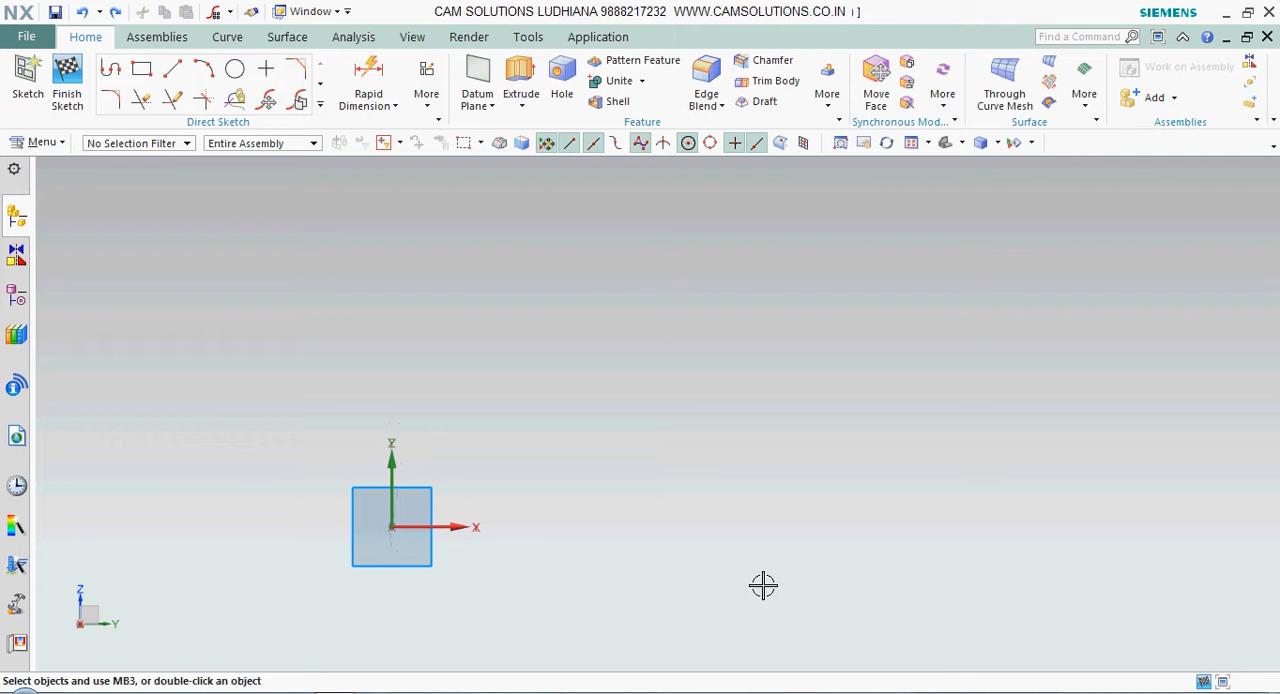 NX Window CAM SOLUTIONS LUDHIANA 9888217232 WWW.CAMSOLUTIONS.CO.IN ı ] SIEMENS
File Home Assemblies Curve Surface Analysis View Render Tools Application Find a Command
Sketch Finish Sketch Rapid Dimension More Datum Plane Extrude Hole Pattern Feature Unite Shell Edge Blend Chamfer Trim Body Draft More Move Face More Through Curve Mesh More Work on Assembly Add
Direct Sketch Feature Synchronous Mod... Surface Assemblies
Menu No Selection Filter Entire Assembly
Y
X
Z
Y
Select objects and use MB3, or double-click an object